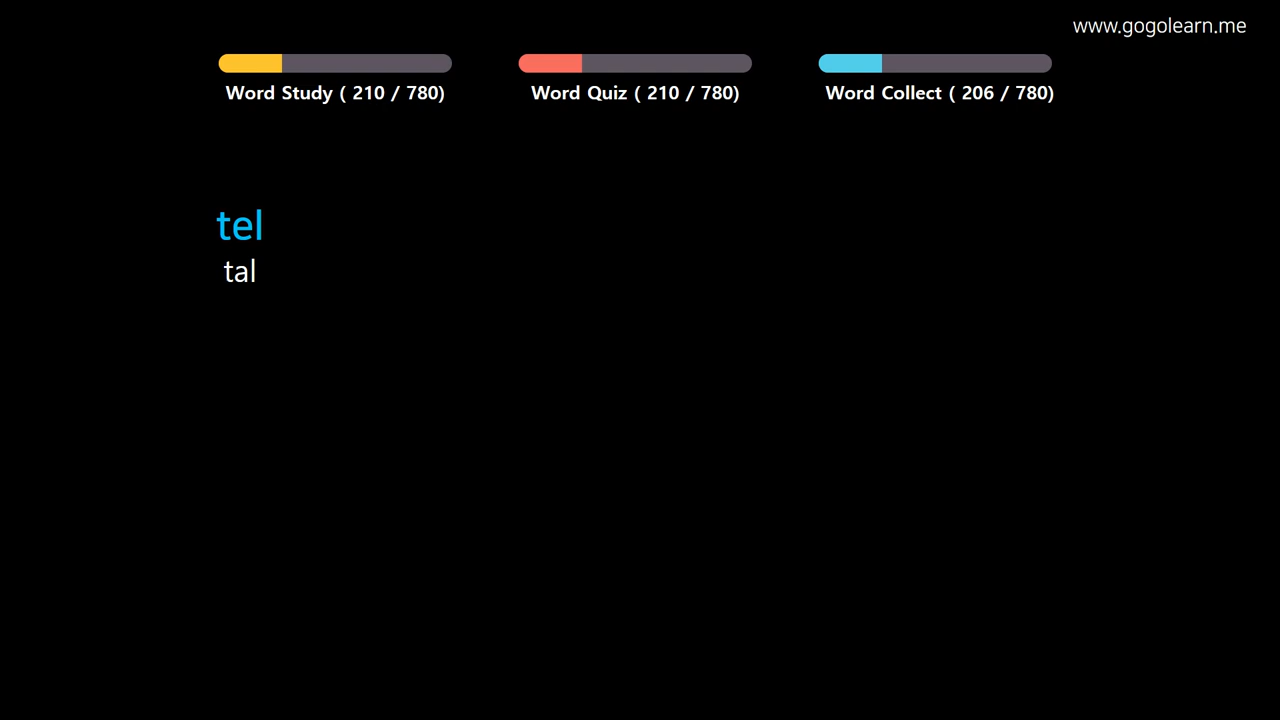 www.gogolearn.me
Word Study ( 210 / 780)
Word Quiz ( 210 / 780)
Word Collect ( 206 / 780)
tel
tal